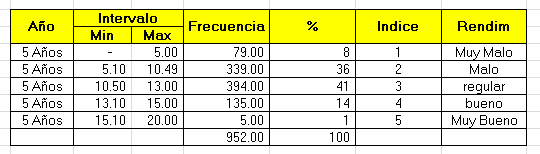 Año Intervalo Frecuencia % Indice Rendim
Min Max
5 Años - 5.00 79.00 8 1 Muy Malo
5 Años 5.10 10.49 339.00 36 2 Malo
5 Años 10.50 13.00 394.00 41 3 regular
5 Años 13.10 15.00 135.00 14 4 bueno
5 Años 15.10 20.00 5.00 1 5 Muy Bueno
952.00 100